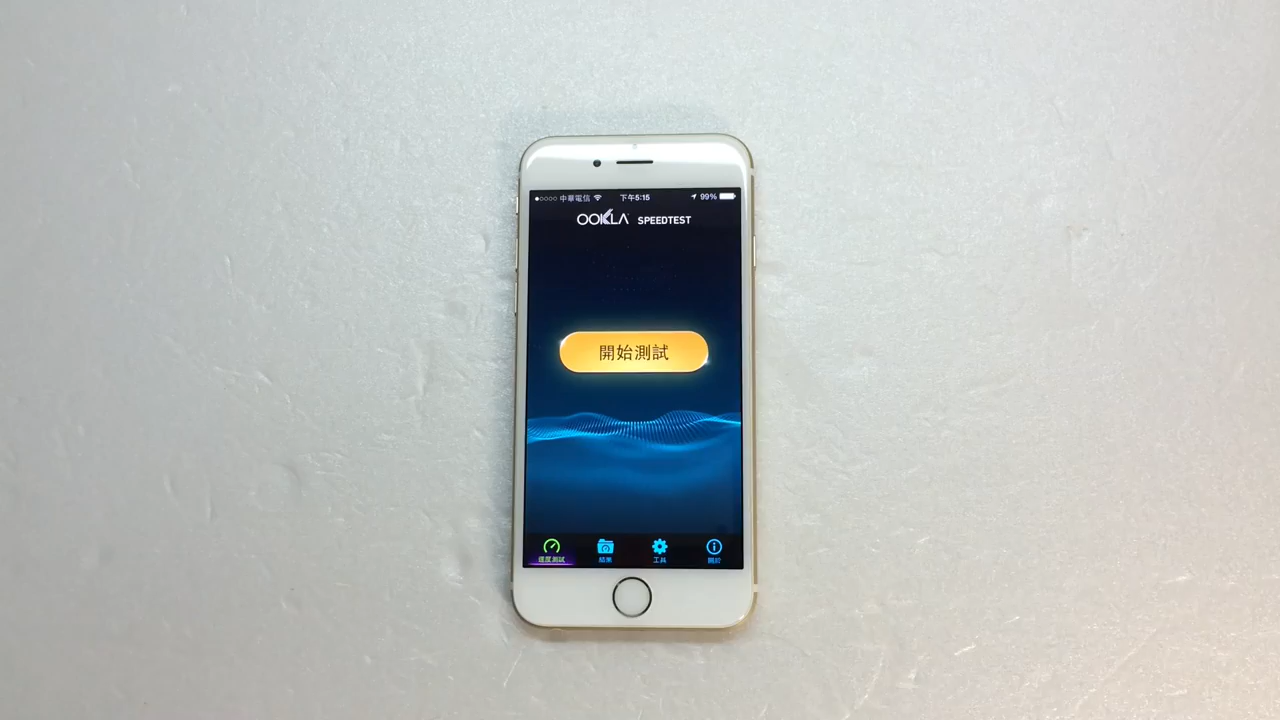 中華電信 下午5:15 99%
OOKLA SPEEDTEST
開始測試
速度測試 結果 工具 關於